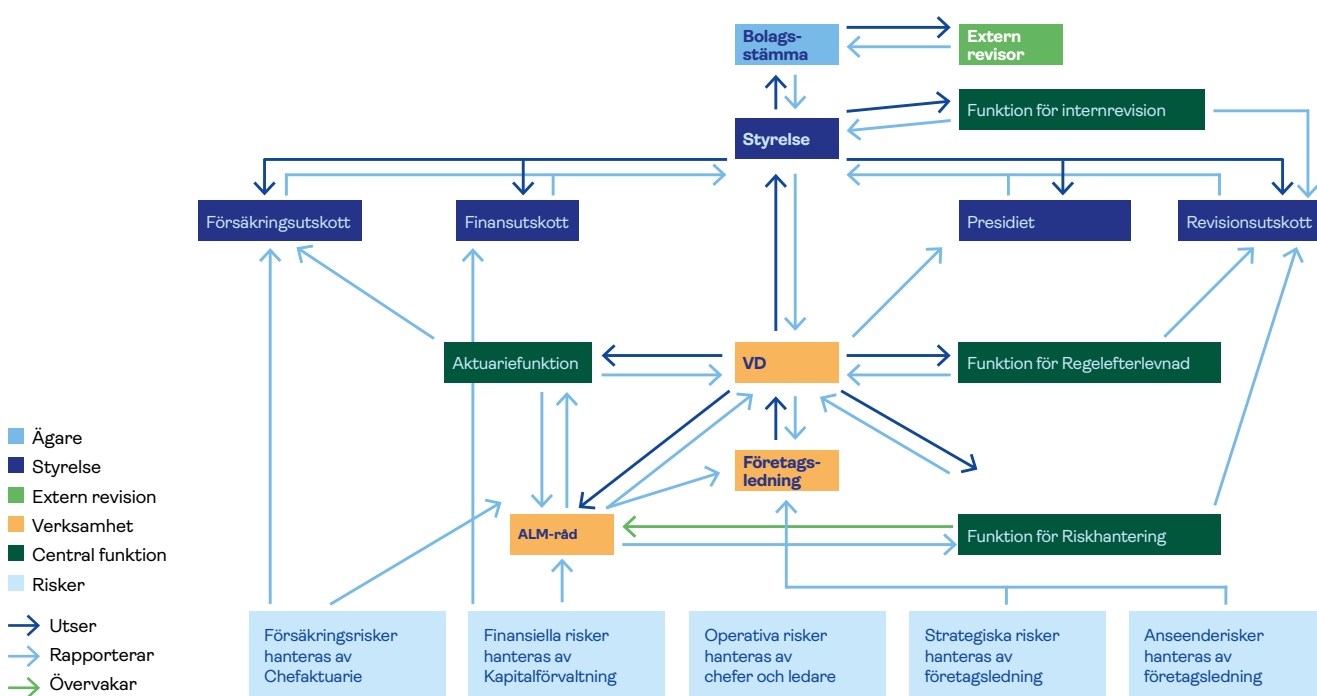 Bolags-
stämma
Extern
revisor
Funktion för internrevision
Styrelse
Försäkringsutskott
Finansutskott
Presidiet
Revisionsutskott
Aktuariefunktion
VD
Funktion för Regelefterlevnad
Företags-
ledning
ALM-råd
Funktion för Riskhantering
Ägare
Styrelse
Extern revision
Verksamhet
Central funktion
Risker
Utser
Rapporterar
Övervakar
Försäkringsrisker
hanteras av
Chefaktuarie
Finansiella risker
hanteras av
Kapitalförvaltning
Operativa risker
hanteras av
chefer och ledare
Strategiska risker
hanteras av
företagsledning
Anseenderisker
hanteras av
företagsledning